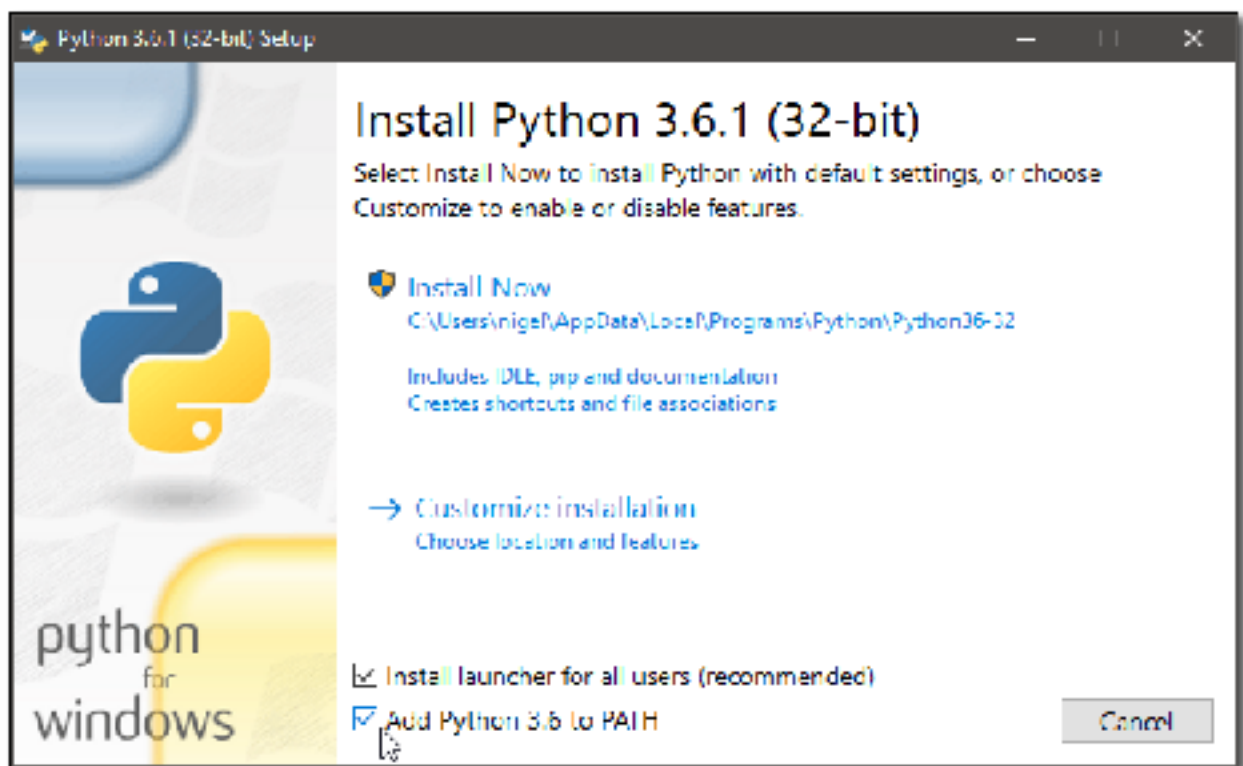 Python 3.6.1 (32-bit) Setup
Install Python 3.6.1 (32-bit)
Select Install Now to install Python with default settings, or choose
Customize to enable or disable features.
Install Now
C:\Users\nigel\AppData\Local\Programs\Python\Python36-32
Includes IDLE, pip and documentation
Creates shortcuts and file associations
Customize installation
Choose location and features
python
for
windows
Install launcher for all users (recommended)
Add Python 3.6 to PATH
Cancel